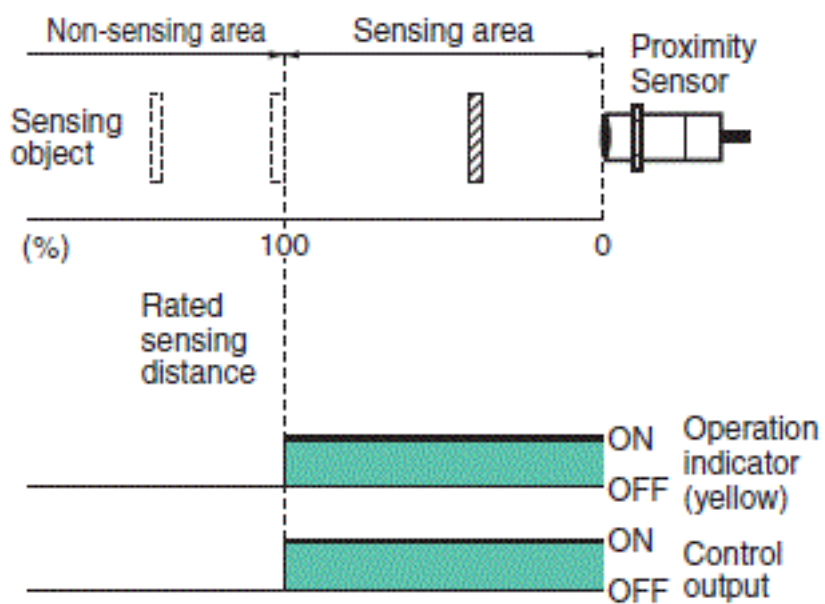 Non-sensing area
Sensing area
Proximity
Sensor
Sensing
object
(%)
100
0
Rated
sensing
distance
ON
OFF
Operation
indicator
(yellow)
ON
OFF
Control
output